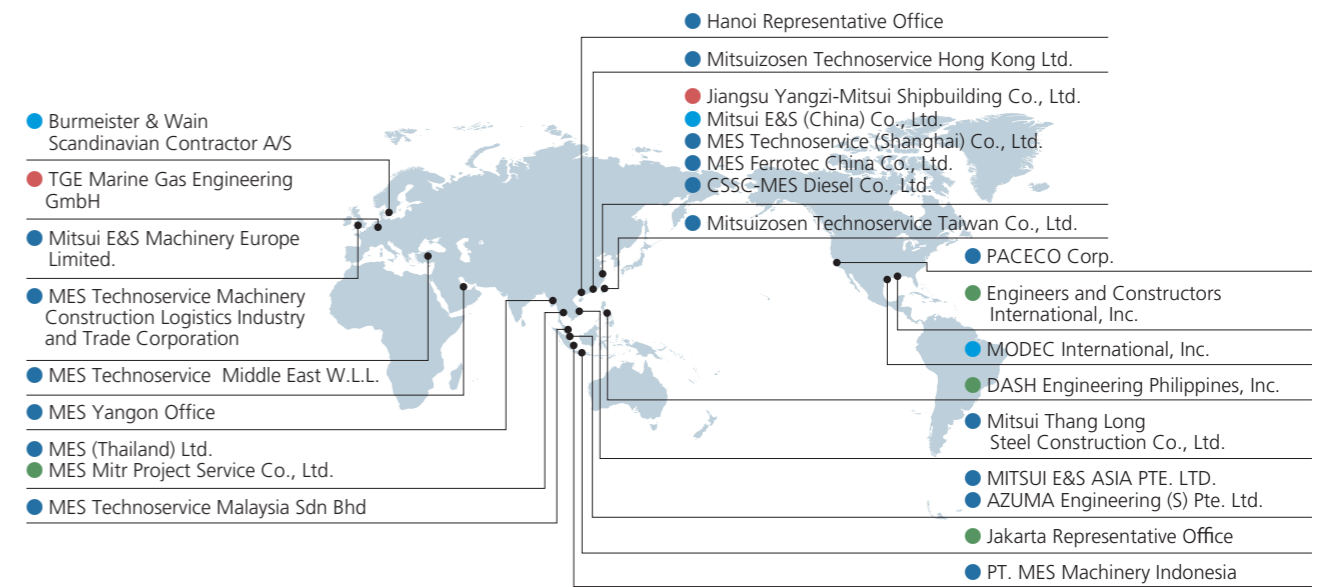 Hanoi Representative Office
Mitsuizosen Technoservice Hong Kong Ltd.
Jiangsu Yangzi-Mitsui Shipbuilding Co., Ltd.
Mitsui E&S (China) Co., Ltd.
MES Technoservice (Shanghai) Co., Ltd.
MES Ferrotec China Co., Ltd.
CSSC-MES Diesel Co., Ltd.
Mitsuizosen Technoservice Taiwan Co., Ltd.
Burmeister & Wain
Scandinavian Contractor A/S
TGE Marine Gas Engineering
GmbH
Mitsui E&S Machinery Europe
Limited.
MES Technoservice Machinery
Construction Logistics Industry
and Trade Corporation
MES Technoservice Middle East W.L.L.
MES Yangon Office
MES (Thailand) Ltd.
MES Mitr Project Service Co., Ltd.
MES Technoservice Malaysia Sdn Bhd
PACECO Corp.
Engineers and Constructors
International, Inc.
MODEC International, Inc.
DASH Engineering Philippines, Inc.
Mitsui Thang Long
Steel Construction Co., Ltd.
MITSUI E&S ASIA PTE. LTD.
AZUMA Engineering (S) Pte. Ltd.
Jakarta Representative Office
PT. MES Machinery Indonesia